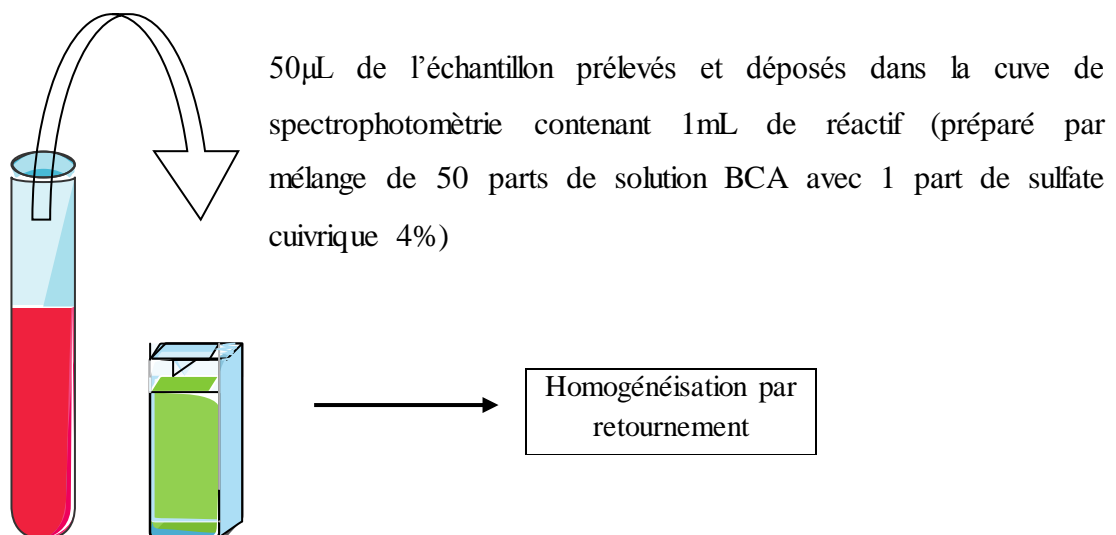 50μL de l’échantillon prélevés et déposés dans la cuve de
spectrophotomètrie contenant 1mL de réactif (préparé par
mélange de 50 parts de solution BCA avec 1 part de sulfate
cuivrique 4%)
Homogénéisation par
retournement